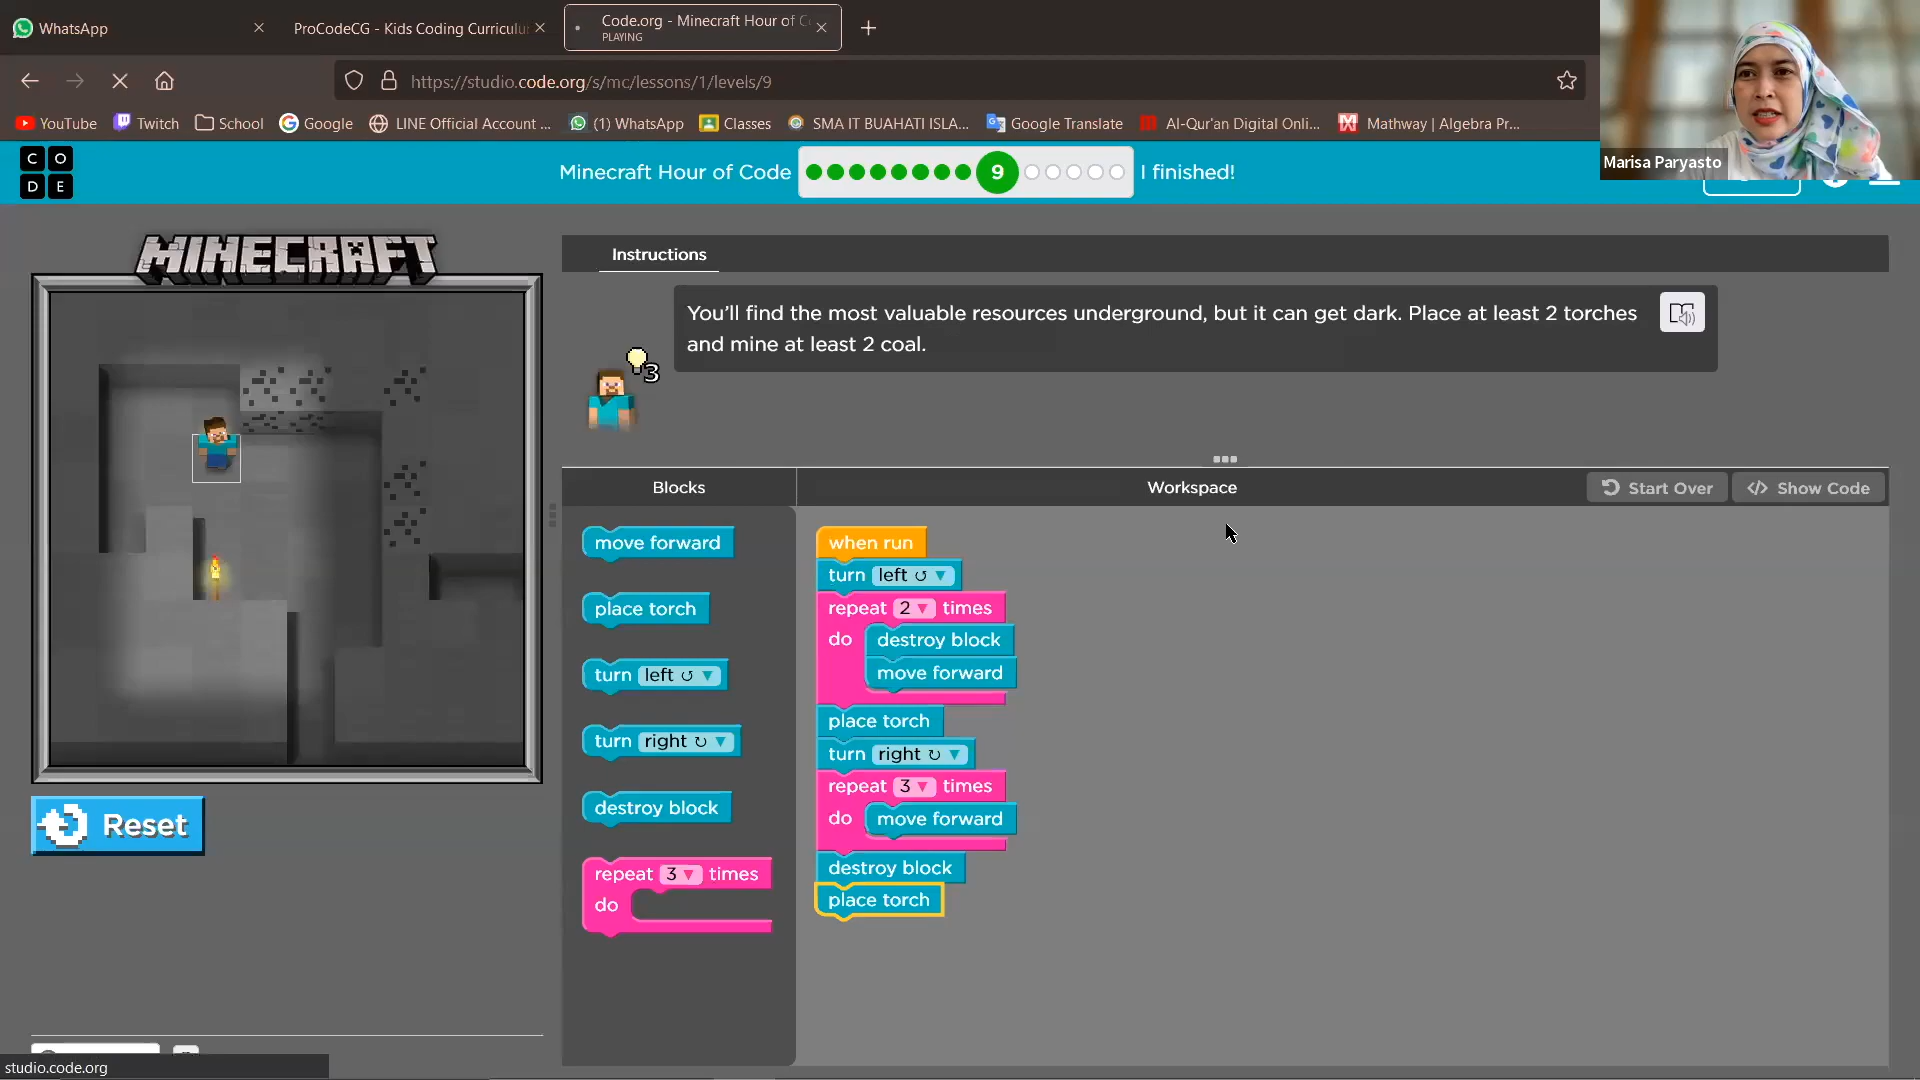 WhatsApp
ProCodeCG - Kids Coding Curriculu
Code.org - Minecraft Hour of C
PLAYING
https://studio.code.org/s/mc/lessons/1/levels/9
YouTube
Twitch
School
Google
LINE Official Account ...
(1) WhatsApp
Classes
SMA IT BUAHATI ISLA...
Google Translate
Al-Qur'an Digital Onli...
Mathway | Algebra Pr...
Marisa Paryasto
C O
D E
Minecraft Hour of Code
9
I finished!
MINECRAFT
Instructions
You'll find the most valuable resources underground, but it can get dark. Place at least 2 torches
and mine at least 2 coal.
3
Blocks
Workspace
Start Over
Show Code
move forward
place torch
turn left ↺
turn right ↻
destroy block
repeat 3 times
do
when run
turn left ↺
repeat 2 times
do destroy block
move forward
place torch
turn right ↻
repeat 3 times
do move forward
destroy block
place torch
Reset
studio.code.org